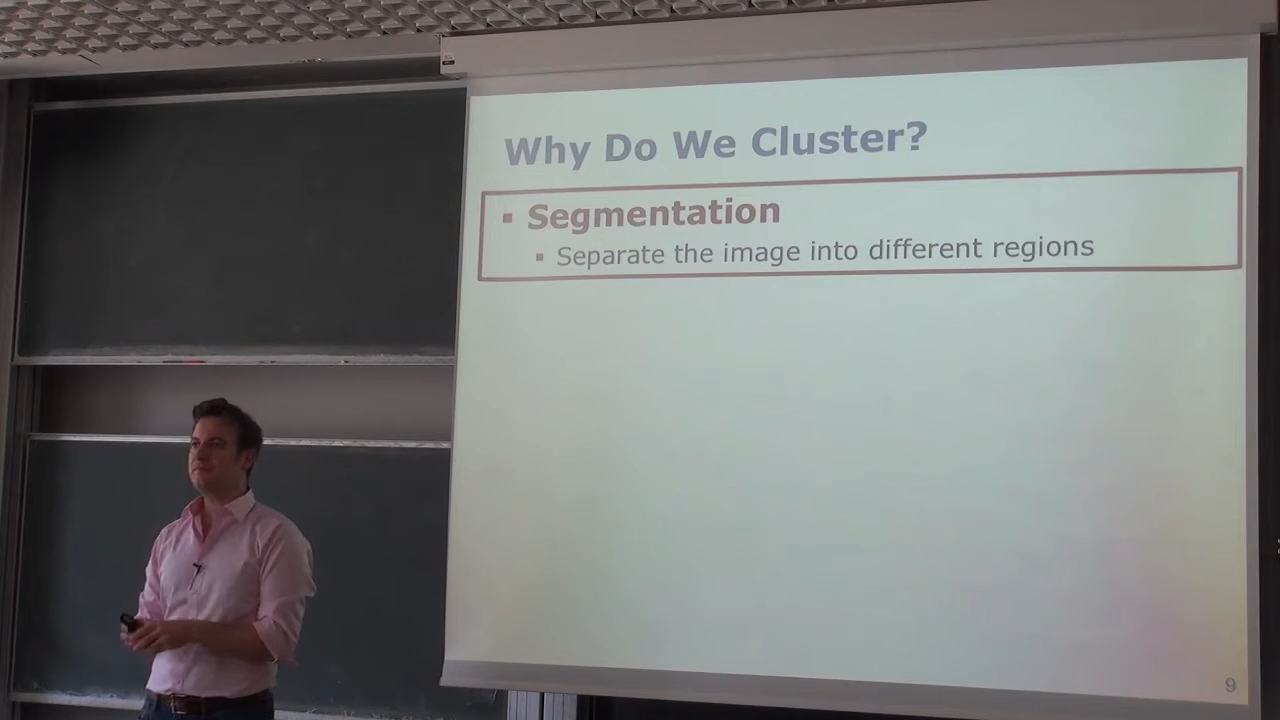 Why Do We Cluster?
▪ Segmentation
▪ Separate the image into different regions
9